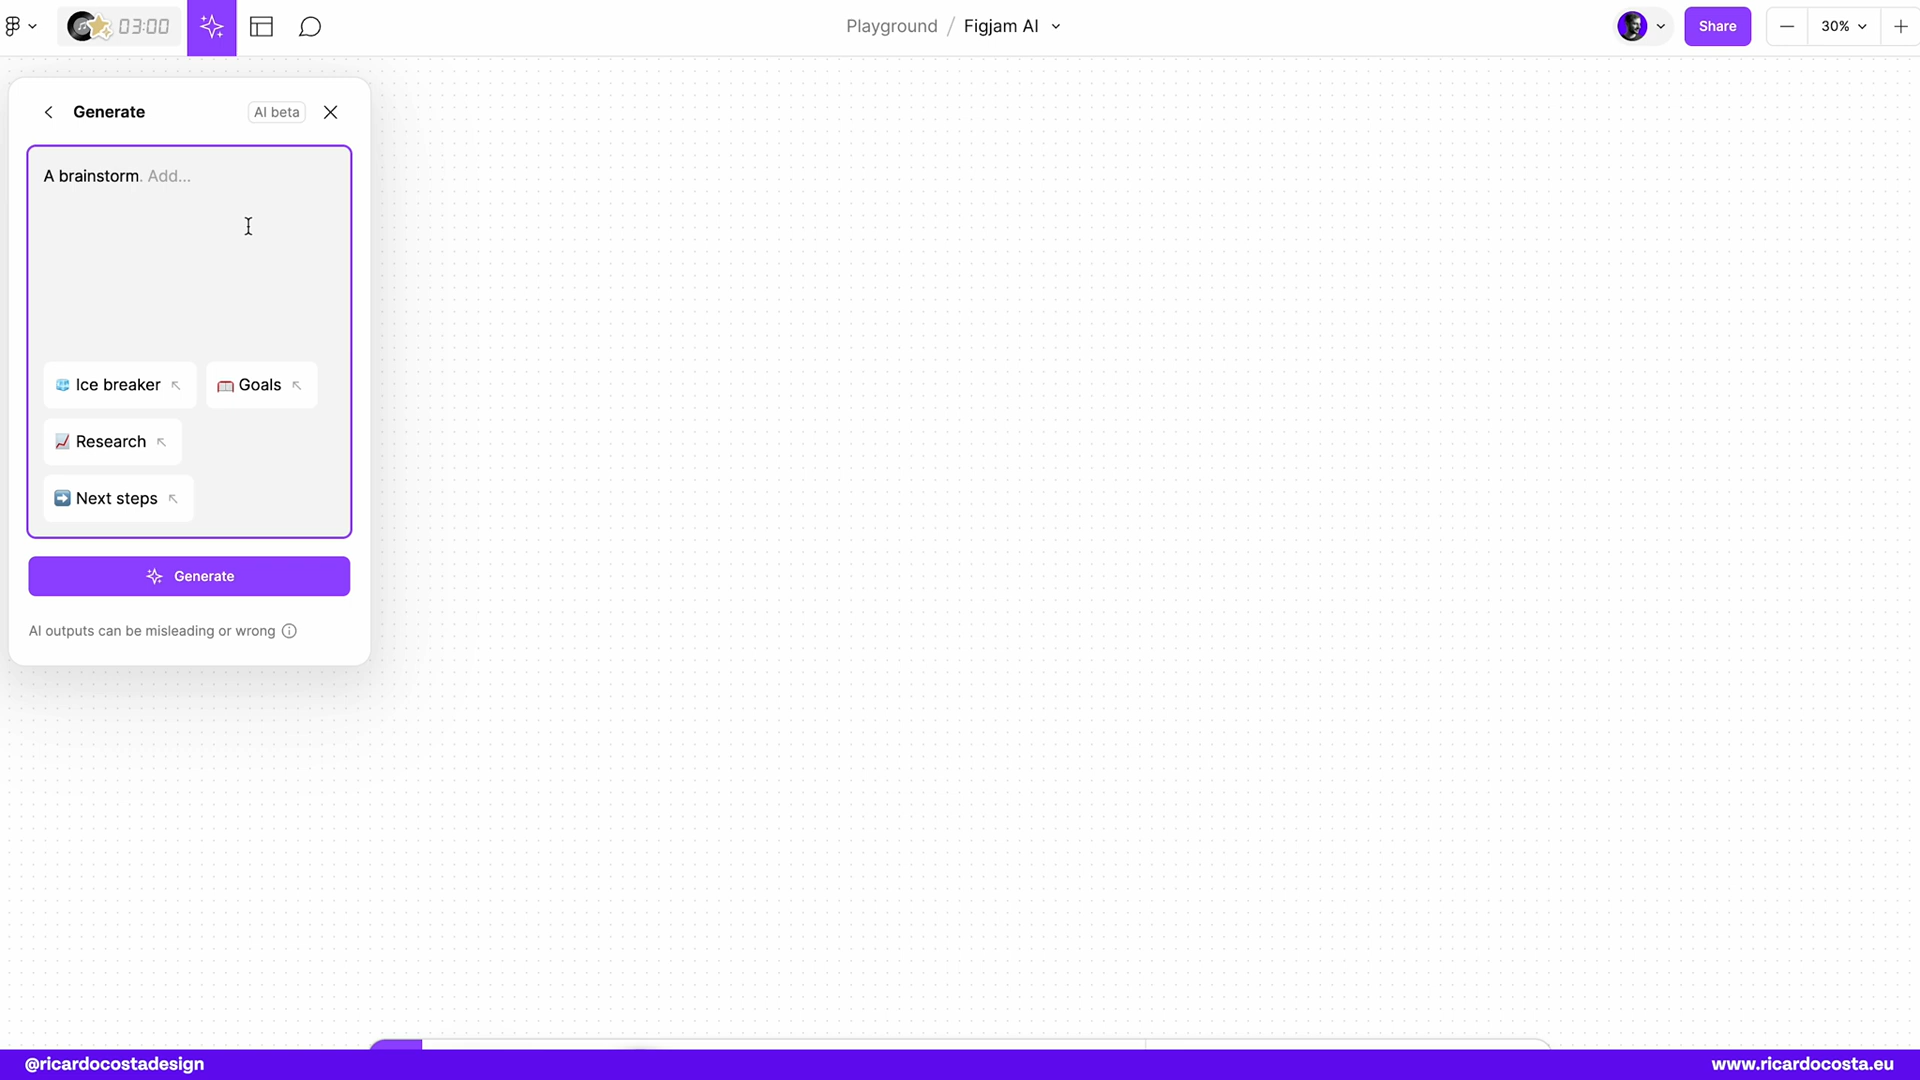 03:00
Playground / Figjam AI
Share
30%
Generate
AI beta
A brainstorm. Add...
Ice breaker
Goals
Research
Next steps
Generate
AI outputs can be misleading or wrong
@ricardocostadesign
www.ricardocosta.eu